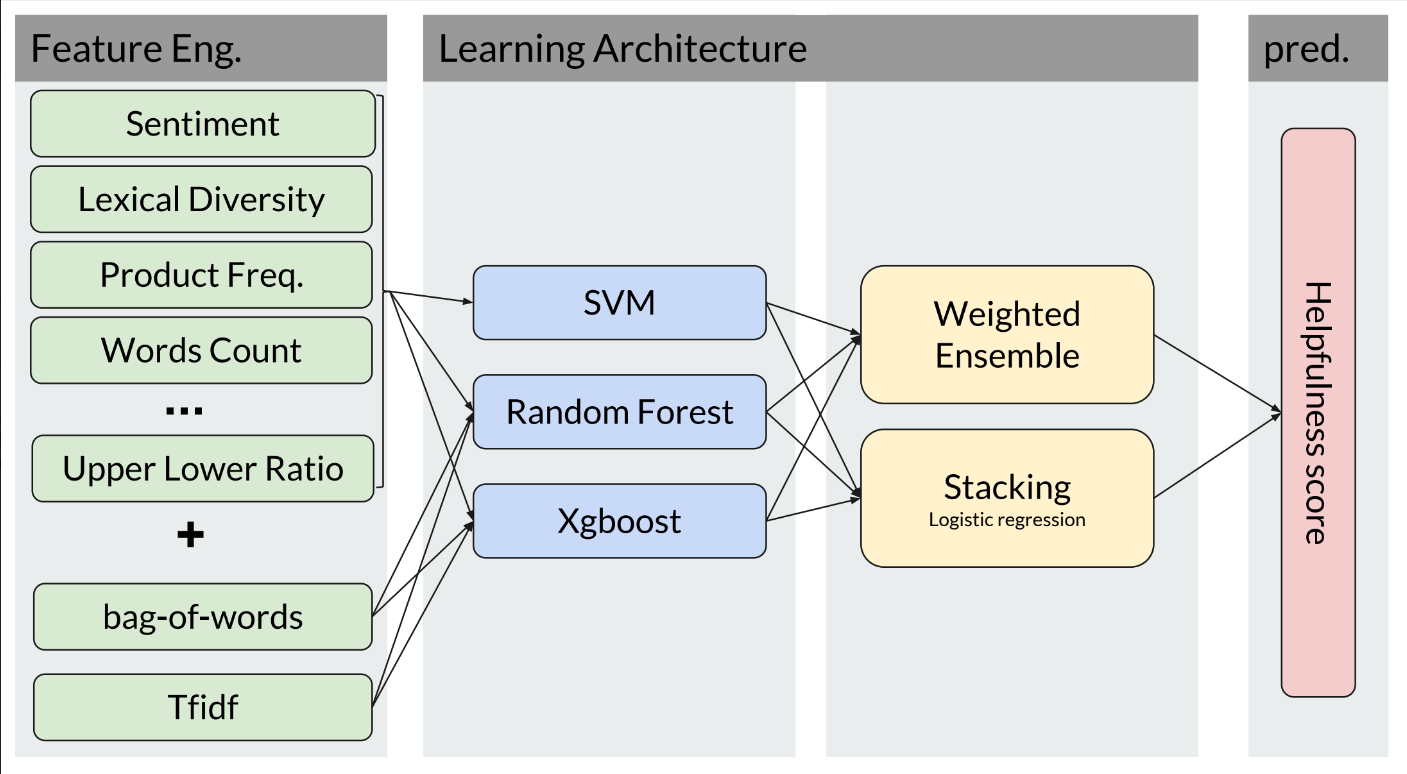 Feature Eng.
Sentiment
Lexical Diversity
Product Freq.
Words Count
...
Upper Lower Ratio
+
bag-of-words
Tfidf
Learning Architecture
SVM
Random Forest
Xgboost
Weighted
Ensemble
Stacking
Logistic regression
pred.
Helpfulness score